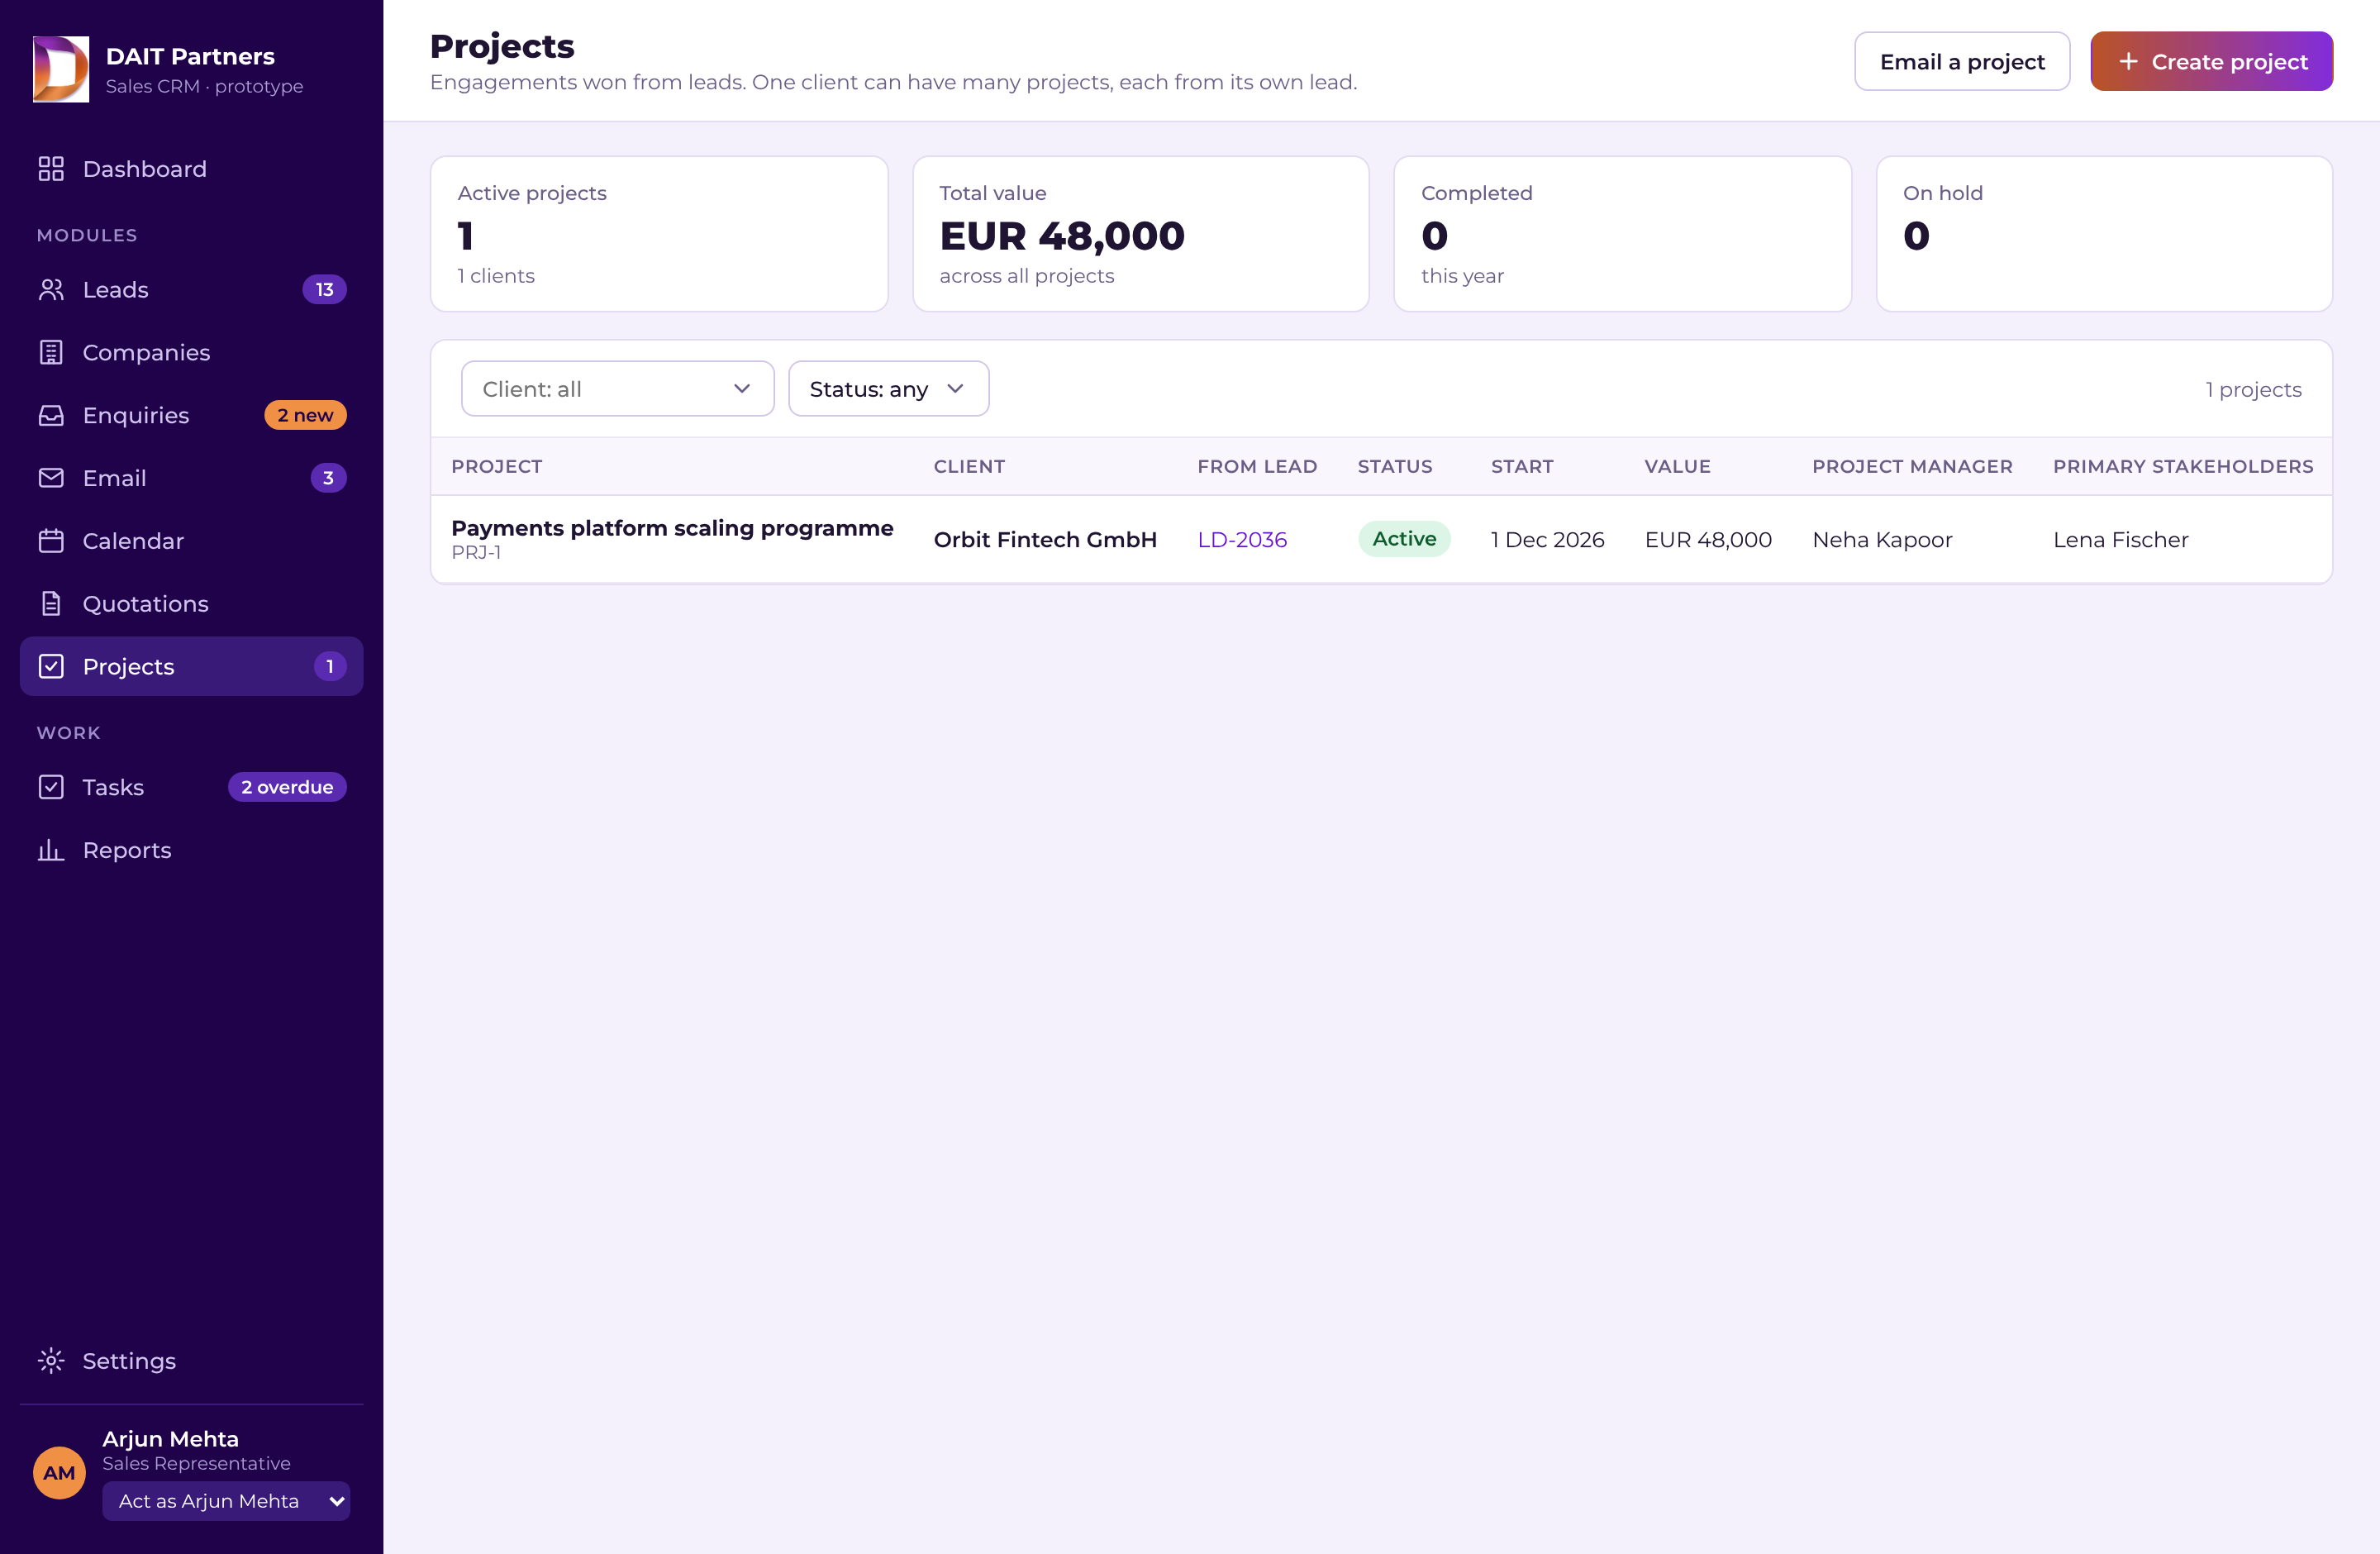 DAIT Partners
Sales CRM · prototype
Dashboard
MODULES
Leads 13
Companies
Enquiries 2 new
Email 3
Calendar
Quotations
Projects 1
WORK
Tasks 2 overdue
Reports
Settings
AM
Arjun Mehta
Sales Representative
Act as Arjun Mehta
Projects
Engagements won from leads. One client can have many projects, each from its own lead.
Email a project
+ Create project
Active projects
1
1 clients
Total value
EUR 48,000
across all projects
Completed
0
this year
On hold
0
Client: all
Status: any
1 projects
PROJECT CLIENT FROM LEAD STATUS START VALUE PROJECT MANAGER PRIMARY STAKEHOLDERS
Payments platform scaling programme Orbit Fintech GmbH LD-2036 Active 1 Dec 2026 EUR 48,000 Neha Kapoor Lena Fischer
PRJ-1